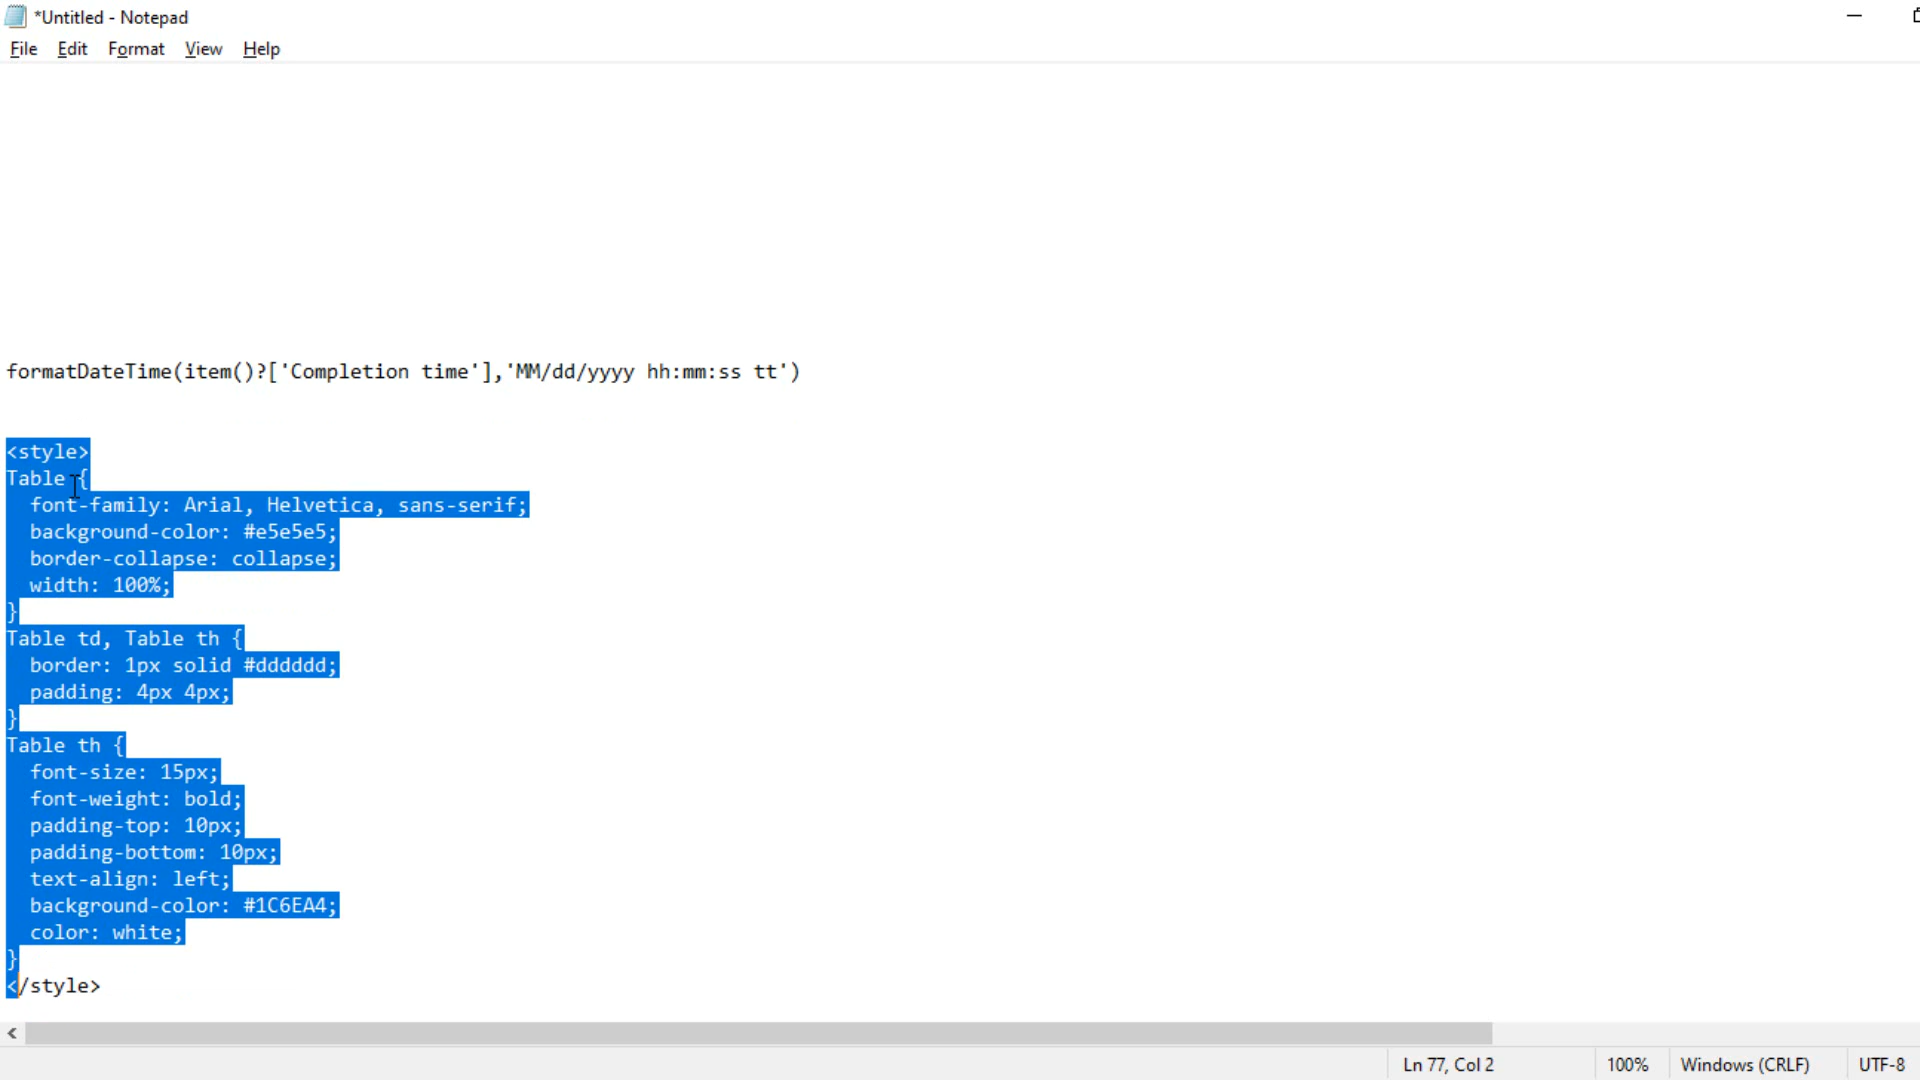 *Untitled - Notepad
File Edit Format View Help
formatDateTime(item()?['Completion time'],'MM/dd/yyyy hh:mm:ss tt')
<style>
Table {
  font-family: Arial, Helvetica, sans-serif;
  background-color: #e5e5e5;
  border-collapse: collapse;
  width: 100%;
}
Table td, Table th {
  border: 1px solid #dddddd;
  padding: 4px 4px;
}
Table th {
  font-size: 15px;
  font-weight: bold;
  padding-top: 10px;
  padding-bottom: 10px;
  text-align: left;
  background-color: #1C6EA4;
  color: white;
}
</style>
Ln 77, Col 2 100% Windows (CRLF) UTF-8